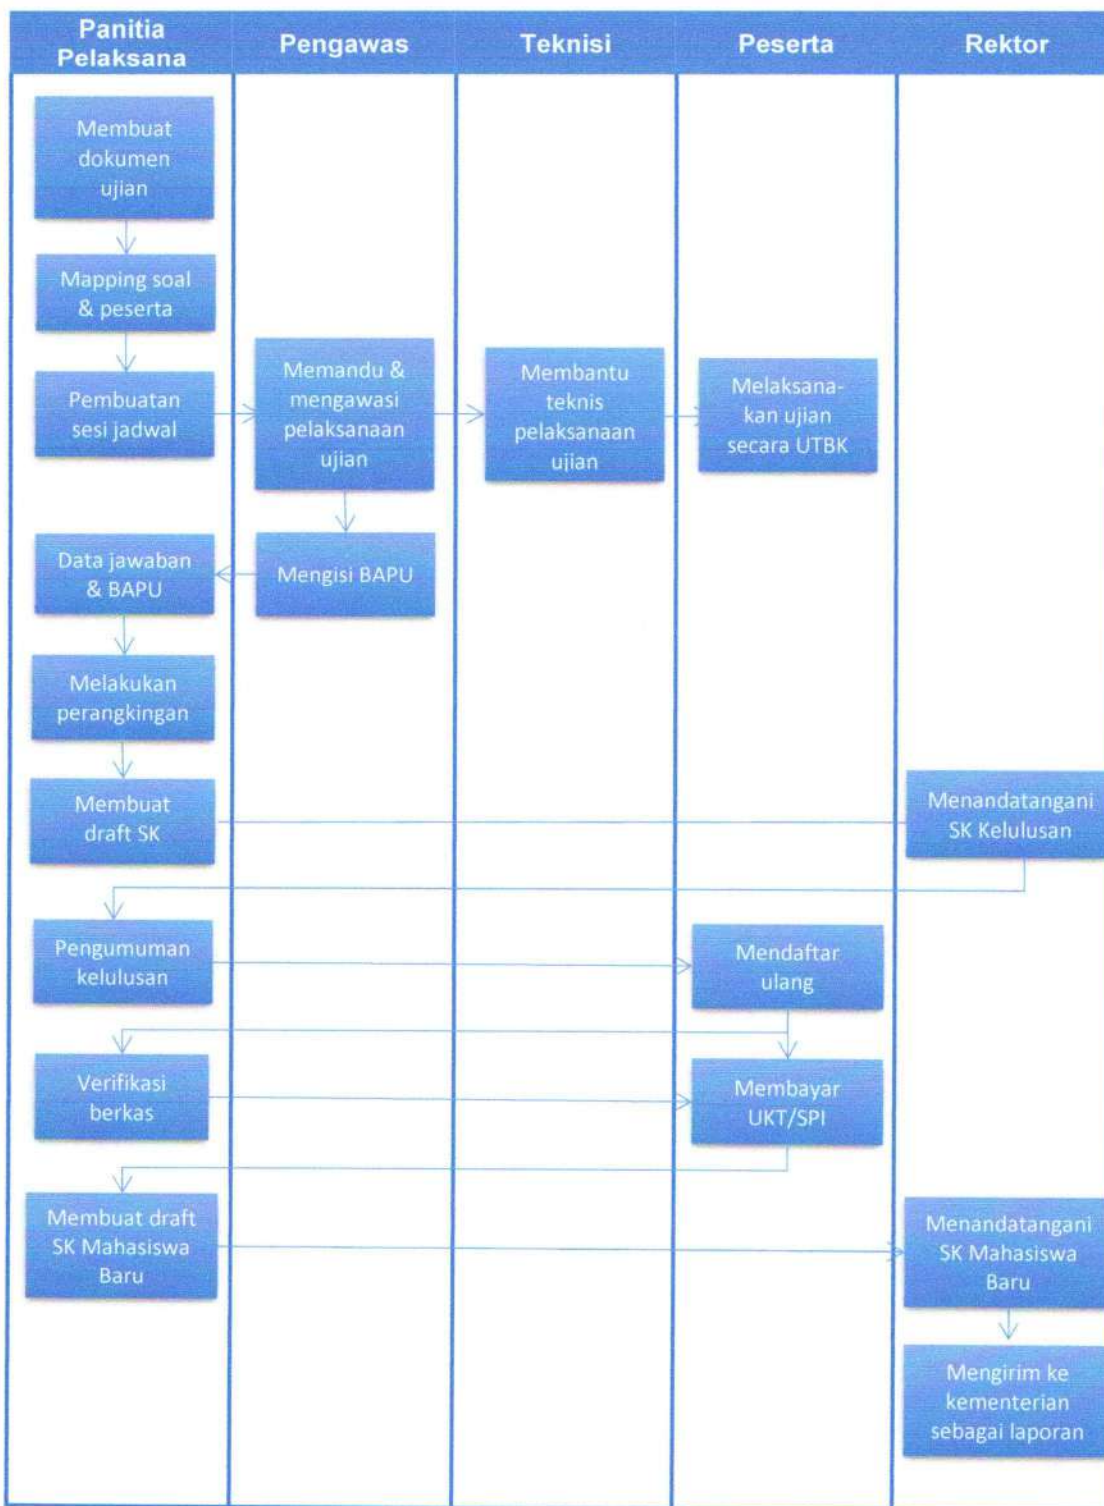 Panitia
Pelaksana
Pengawas
Teknisi
Peserta
Rektor
Membuat
dokumen
ujian
Mapping soal
& peserta
Pembuatan
sesi jadwal
Memandu &
mengawasi
pelaksanaan
ujian
Membantu
teknis
pelaksanaan
ujian
Melaksana-
kan ujian
secara UTBK
Data jawaban
& BAPU
Mengisi BAPU
Melakukan
perangkingan
Membuat
draft SK
Menandatangani
SK Kelulusan
Pengumuman
kelulusan
Mendaftar
ulang
Verifikasi
berkas
Membayar
UKT/SPI
Membuat draft
SK Mahasiswa
Baru
Menandatangani
SK Mahasiswa
Baru
Mengirim ke
kementerian
sebagai laporan